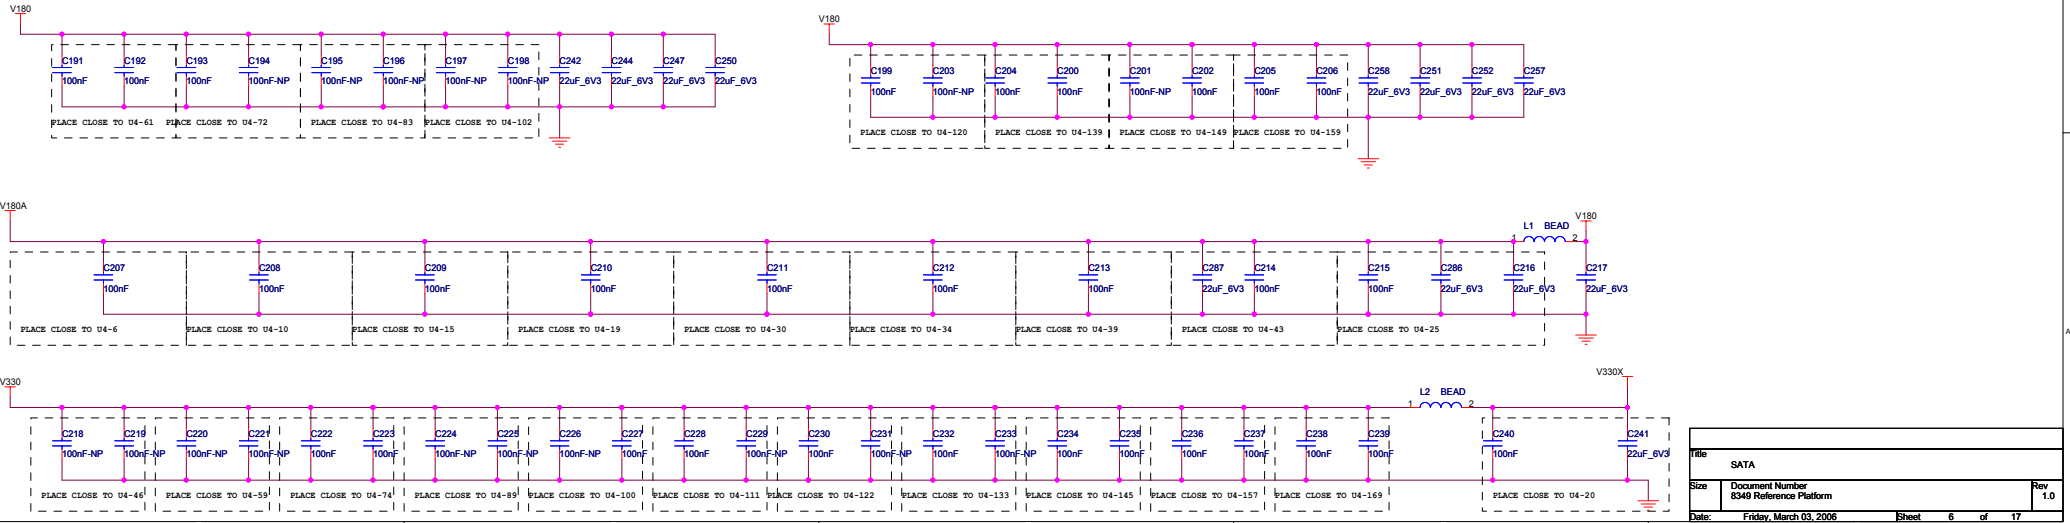 V180
V180
C191 C192 C193 C194 C195 C196 C197 C198 C242 C244 C247 C250
100nF 100nF 100nF 100nF-NP 100nF 100nF-NP 100nF-NP 100nF-NP 22uF_6V3 22uF_6V3 22uF_6V3 22uF_6V3
PLACE CLOSE TO U4-61 PLACE CLOSE TO U4-72 PLACE CLOSE TO U4-83 PLACE CLOSE TO U4-102
C199 C203 C204 C200 C201 C202 C205 C206 C258 C251 C252 C257
100nF 100nF-NP 100nF 100nF 100nF-NP 100nF 100nF 100nF 22uF_6V3 22uF_6V3 22uF_6V3 22uF_6V3
PLACE CLOSE TO U4-120 PLACE CLOSE TO U4-139 PLACE CLOSE TO U4-149 PLACE CLOSE TO U4-159
V180A
V180
L1 BEAD
1 2
C207 C208 C209 C210 C211 C212 C213 C287 C214 C215 C286 C216 C217
100nF 100nF 100nF 100nF 100nF 100nF 100nF 22uF_6V3 100nF 100nF 22uF_6V3 22uF_6V3 22uF_6V3
PLACE CLOSE TO U4-6 PLACE CLOSE TO U4-10 PLACE CLOSE TO U4-15 PLACE CLOSE TO U4-19 PLACE CLOSE TO U4-30 PLACE CLOSE TO U4-34 PLACE CLOSE TO U4-39 PLACE CLOSE TO U4-43 PLACE CLOSE TO U4-25
A
V330
V330X
L2 BEAD
1 2
C218 C219 C220 C221 C222 C223 C224 C225 C226 C227 C228 C229 C230 C231 C232 C233 C234 C235 C236 C237 C238 C239 C240 C241
100nF-NP 100nF-NP 100nF 100nF-NP 100nF 100nF 100nF-NP 100nF-NP 100nF-NP 100nF 100nF 100nF-NP 100nF 100nF-NP 100nF 100nF-NP 100nF 100nF 100nF 100nF 100nF 100nF 100nF 22uF_6V3
PLACE CLOSE TO U4-46 PLACE CLOSE TO U4-59 PLACE CLOSE TO U4-74 PLACE CLOSE TO U4-89 PLACE CLOSE TO U4-100 PLACE CLOSE TO U4-111 PLACE CLOSE TO U4-122 PLACE CLOSE TO U4-133 PLACE CLOSE TO U4-145 PLACE CLOSE TO U4-157 PLACE CLOSE TO U4-169 PLACE CLOSE TO U4-20
Title
SATA
Size Document Number Rev
8349 Reference Platform 1.0
Date: Friday, March 03, 2006 Sheet 6 of 17